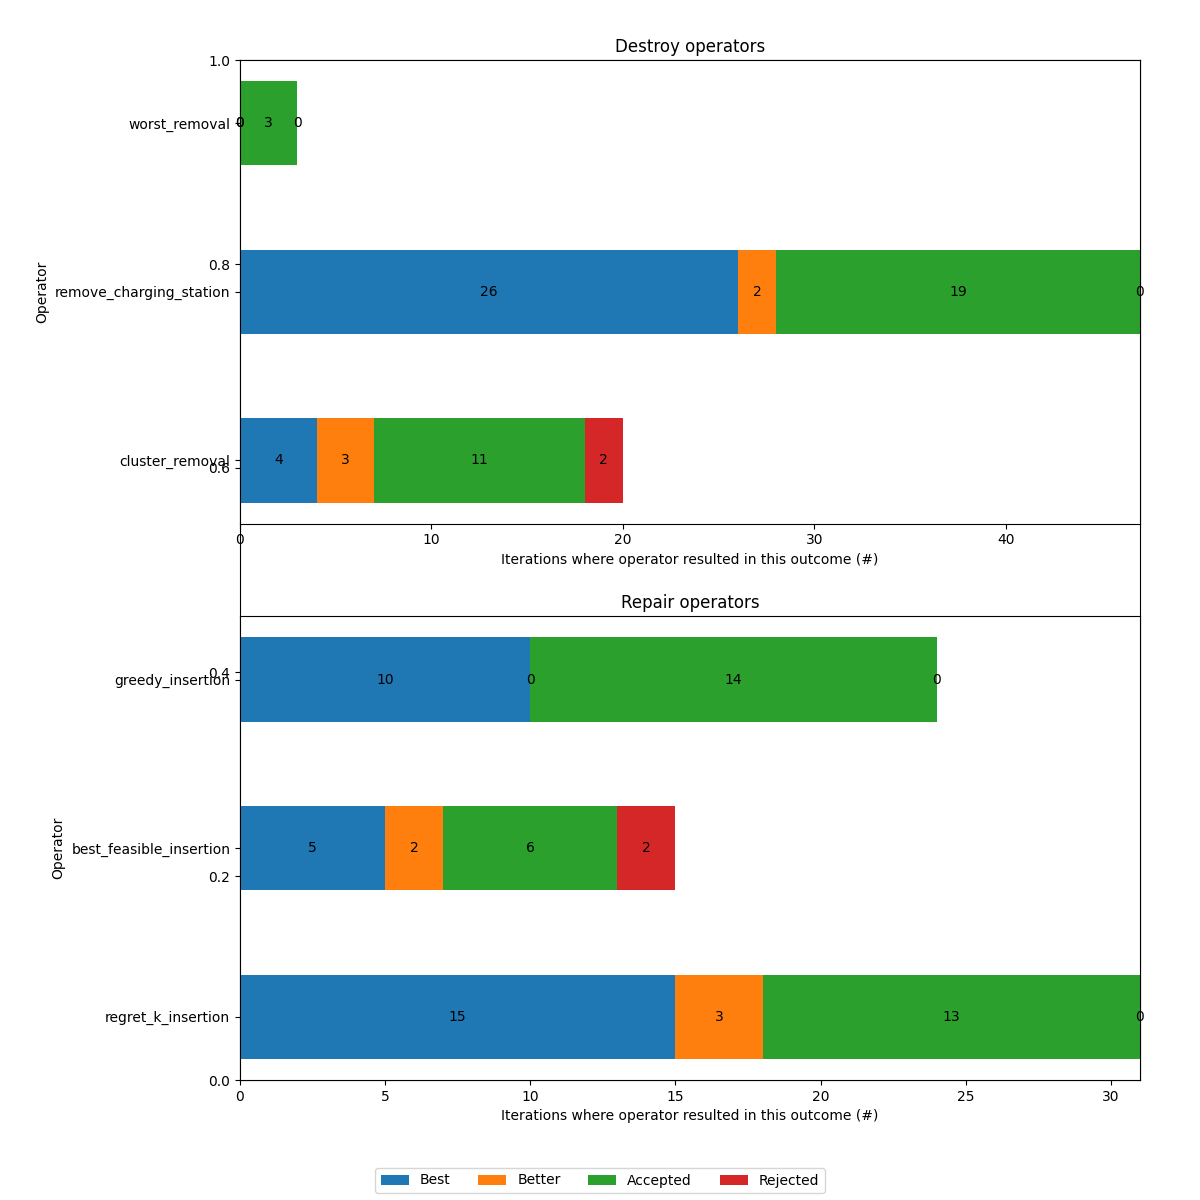 Destroy operators
1.0
worst_removal
0 0 3 0
0.8
Operator
remove_charging_station
26 2 19 0
cluster_removal
4 3 11 2
0.6
0 10 20 30 40
Iterations where operator resulted in this outcome (#)
Repair operators
0.4
greedy_insertion
10 0 14 0
Operator
best_feasible_insertion
5 2 6 2
0.2
regret_k_insertion
15 3 13 0
0.0
0 5 10 15 20 25 30
Iterations where operator resulted in this outcome (#)
Best Better Accepted Rejected